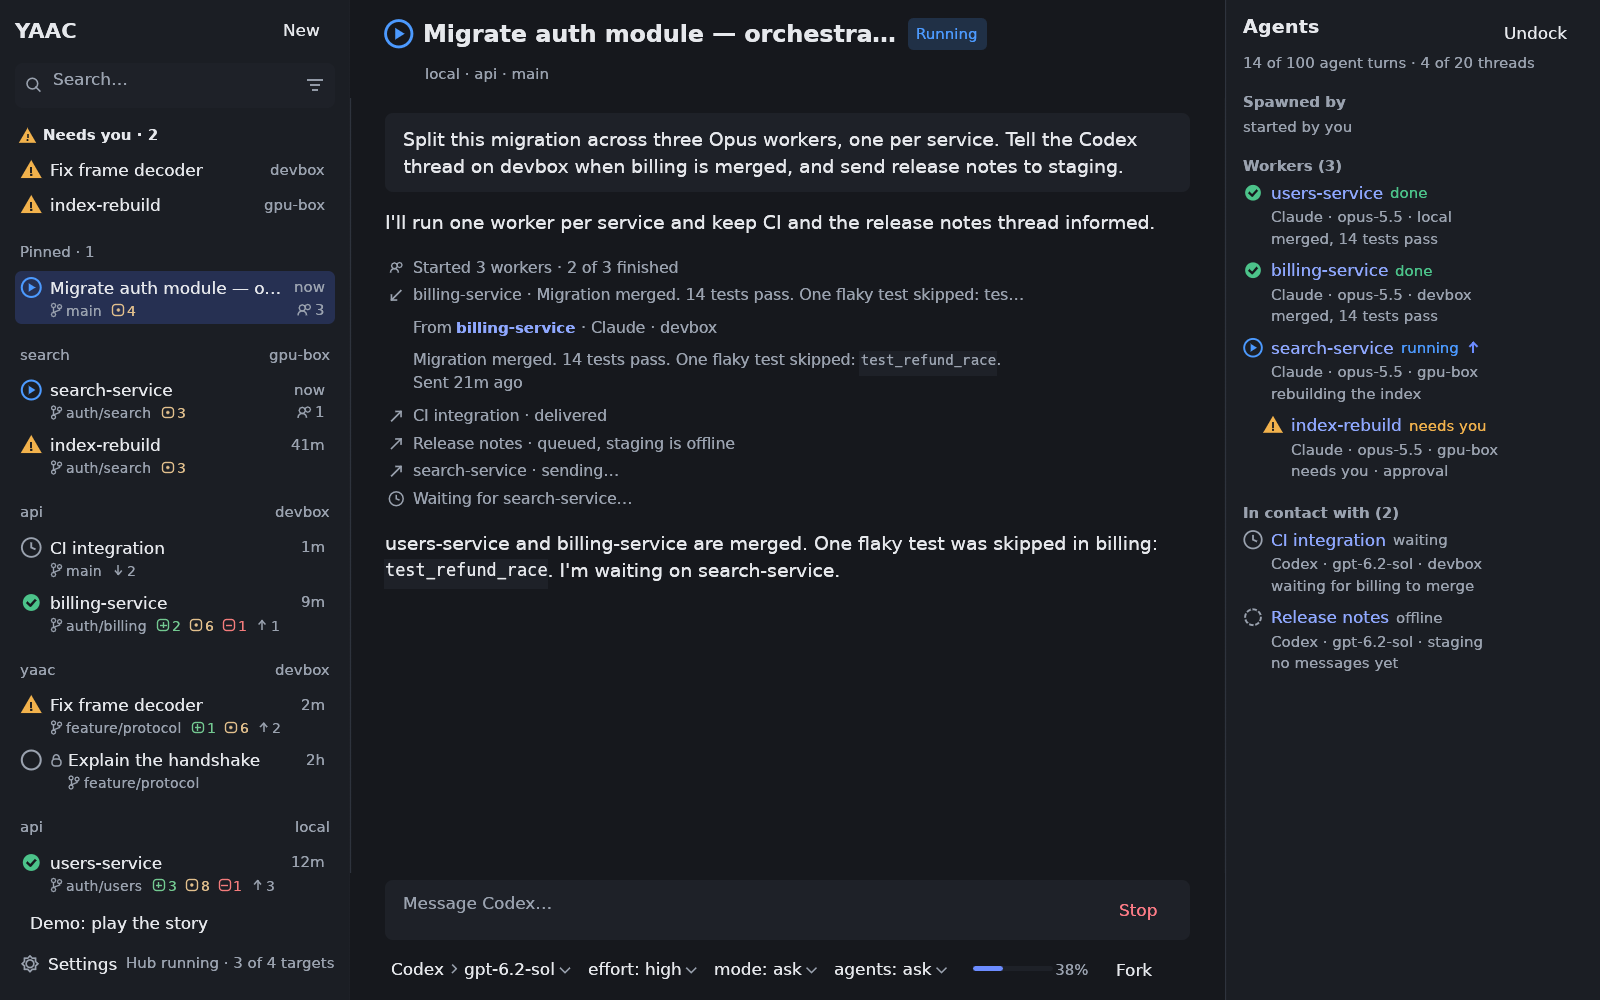 YAAC
New
Search...
Needs you · 2
Fix frame decoder devbox
index-rebuild gpu-box
Pinned · 1
Migrate auth module — o... now
main 4 3
search gpu-box
search-service now
auth/search 3 1
index-rebuild 41m
auth/search 3
api devbox
CI integration 1m
main 2
billing-service 9m
auth/billing 2 6 1 1
yaac devbox
Fix frame decoder 2m
feature/protocol 1 6 2
Explain the handshake 2h
feature/protocol
api local
users-service 12m
auth/users 3 8 1 3
Demo: play the story
Settings Hub running · 3 of 4 targets
Migrate auth module — orchestra... Running
local · api · main
Split this migration across three Opus workers, one per service. Tell the Codex
thread on devbox when billing is merged, and send release notes to staging.
I'll run one worker per service and keep CI and the release notes thread informed.
Started 3 workers · 2 of 3 finished
billing-service · Migration merged. 14 tests pass. One flaky test skipped: tes...
From billing-service · Claude · devbox
Migration merged. 14 tests pass. One flaky test skipped: test_refund_race.
Sent 21m ago
CI integration · delivered
Release notes · queued, staging is offline
search-service · sending...
Waiting for search-service...
users-service and billing-service are merged. One flaky test was skipped in billing:
test_refund_race. I'm waiting on search-service.
Message Codex...
Stop
Codex gpt-6.2-sol effort: high mode: ask agents: ask 38% Fork
Agents
Undock
14 of 100 agent turns · 4 of 20 threads
Spawned by
started by you
Workers (3)
users-service done
Claude · opus-5.5 · local
merged, 14 tests pass
billing-service done
Claude · opus-5.5 · devbox
merged, 14 tests pass
search-service running
Claude · opus-5.5 · gpu-box
rebuilding the index
index-rebuild needs you
Claude · opus-5.5 · gpu-box
needs you · approval
In contact with (2)
CI integration waiting
Codex · gpt-6.2-sol · devbox
waiting for billing to merge
Release notes offline
Codex · gpt-6.2-sol · staging
no messages yet